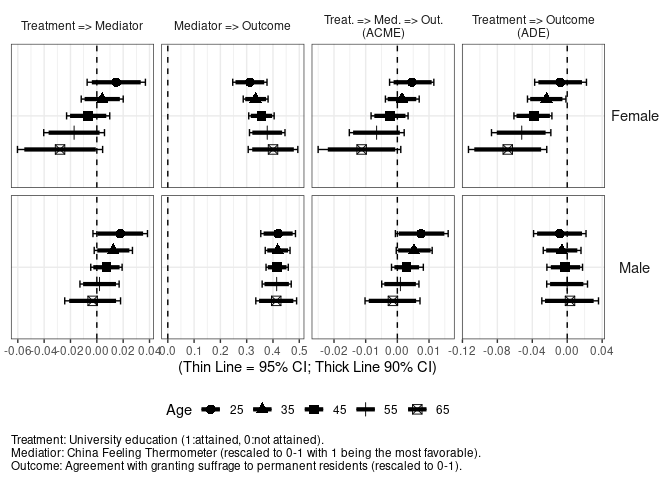 Treatment => Mediator
Mediator => Outcome
Treat. => Med. => Out.
(ACME)
Treatment => Outcome
(ADE)
Female
Male
-0.06 -0.04 -0.02 0.00 0.02 0.04
0.0 0.1 0.2 0.3 0.4 0.5
-0.02 -0.01 0.00 0.01
-0.12 -0.08 -0.04 0.00 0.04
(Thin Line = 95% CI; Thick Line 90% CI)
Age 25 35 45 55 65
Treatment: University education (1:attained, 0:not attained).
Mediatior: China Feeling Thermometer (rescaled to 0-1 with 1 being the most favorable).
Outcome: Agreement with granting suffrage to permanent residents (rescaled to 0-1).